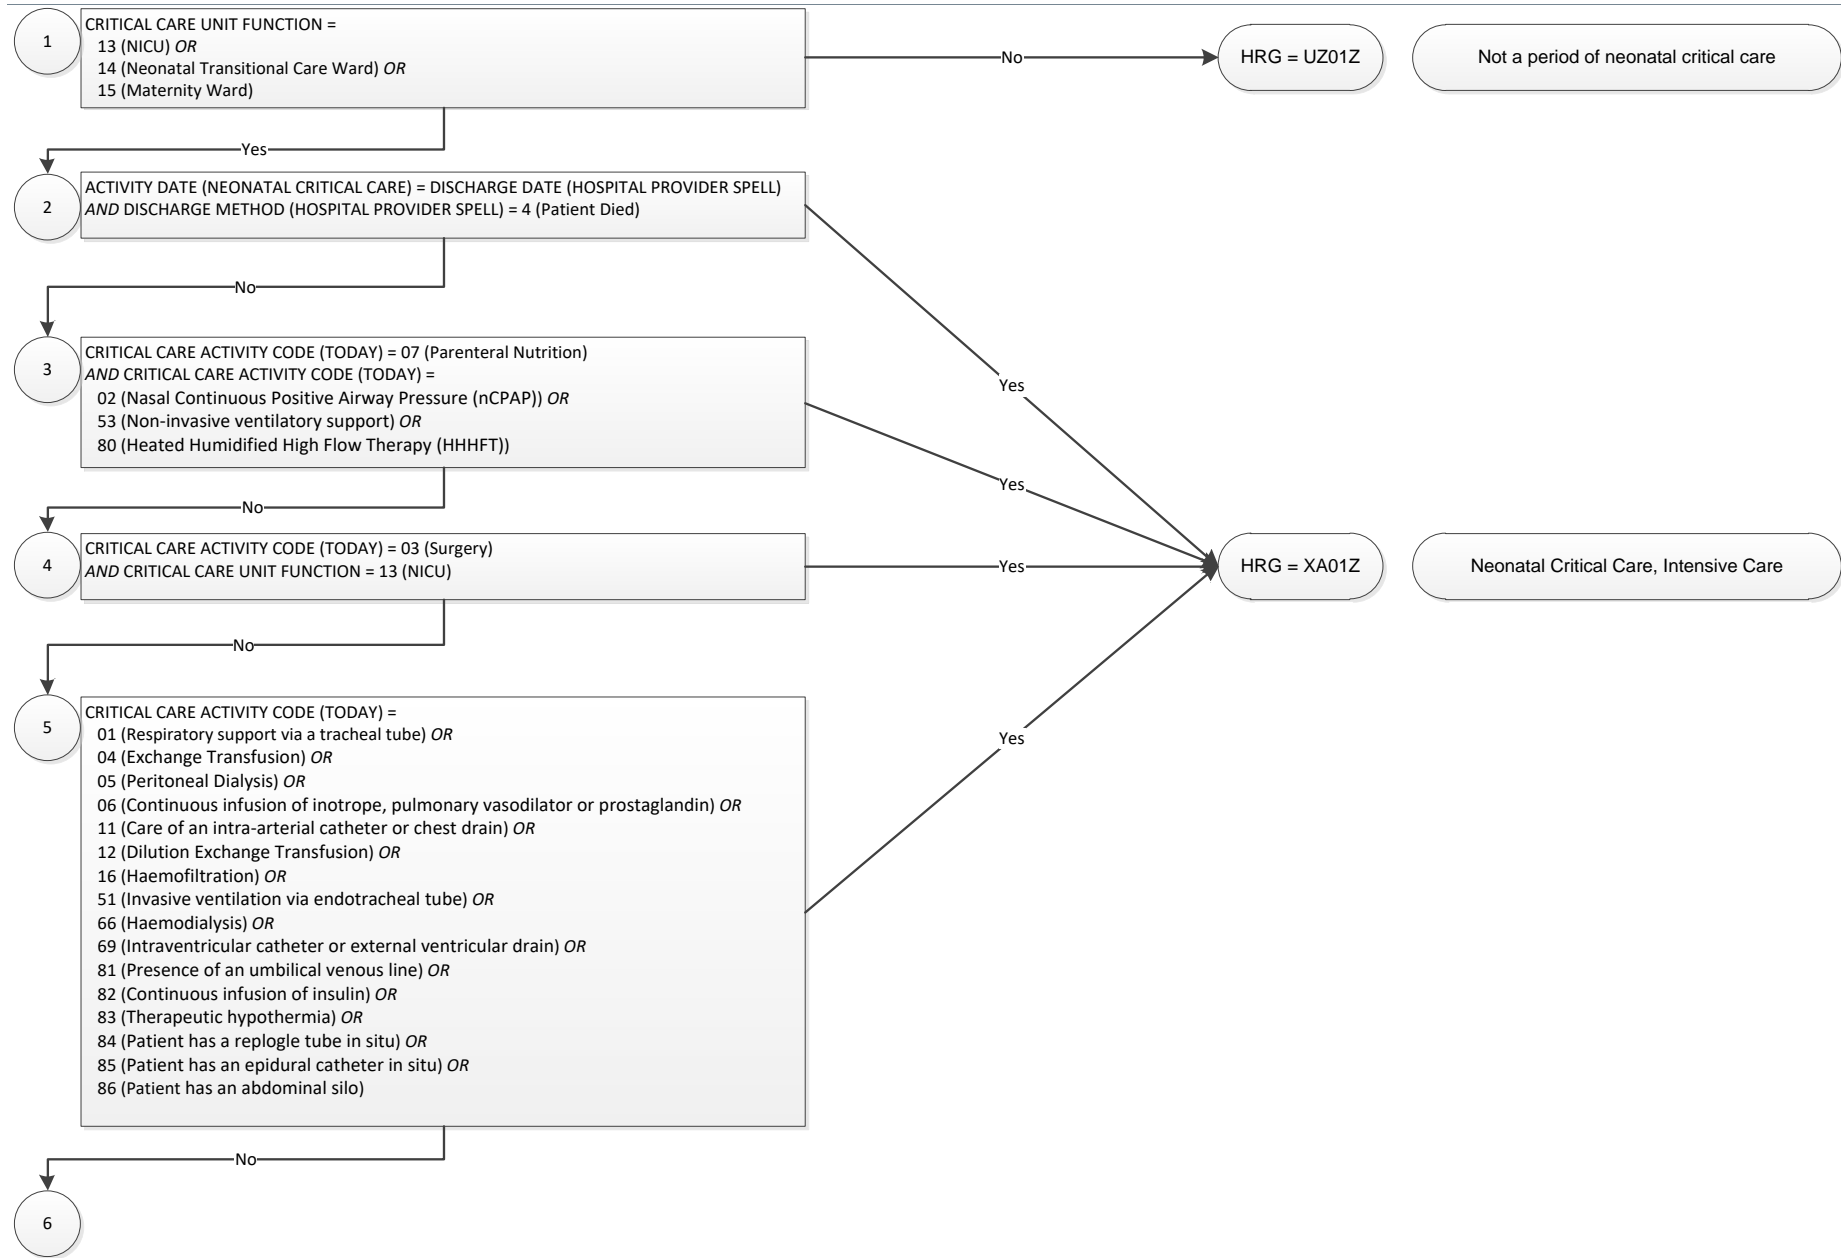 1
CRITICAL CARE UNIT FUNCTION =
13 (NICU) OR
14 (Neonatal Transitional Care Ward) OR
15 (Maternity Ward)
No
HRG = UZ01Z
Not a period of neonatal critical care
Yes
2
ACTIVITY DATE (NEONATAL CRITICAL CARE) = DISCHARGE DATE (HOSPITAL PROVIDER SPELL)
AND DISCHARGE METHOD (HOSPITAL PROVIDER SPELL) = 4 (Patient Died)
Yes
No
3
CRITICAL CARE ACTIVITY CODE (TODAY) = 07 (Parenteral Nutrition)
AND CRITICAL CARE ACTIVITY CODE (TODAY) =
02 (Nasal Continuous Positive Airway Pressure (nCPAP)) OR
53 (Non-invasive ventilatory support) OR
80 (Heated Humidified High Flow Therapy (HHHFT))
Yes
No
4
CRITICAL CARE ACTIVITY CODE (TODAY) = 03 (Surgery)
AND CRITICAL CARE UNIT FUNCTION = 13 (NICU)
Yes
HRG = XA01Z
Neonatal Critical Care, Intensive Care
No
5
CRITICAL CARE ACTIVITY CODE (TODAY) =
01 (Respiratory support via a tracheal tube) OR
04 (Exchange Transfusion) OR
05 (Peritoneal Dialysis) OR
06 (Continuous infusion of inotrope, pulmonary vasodilator or prostaglandin) OR
11 (Care of an intra-arterial catheter or chest drain) OR
12 (Dilution Exchange Transfusion) OR
16 (Haemofiltration) OR
51 (Invasive ventilation via endotracheal tube) OR
66 (Haemodialysis) OR
69 (Intraventricular catheter or external ventricular drain) OR
81 (Presence of an umbilical venous line) OR
82 (Continuous infusion of insulin) OR
83 (Therapeutic hypothermia) OR
84 (Patient has a replogle tube in situ) OR
85 (Patient has an epidural catheter in situ) OR
86 (Patient has an abdominal silo)
Yes
No
6